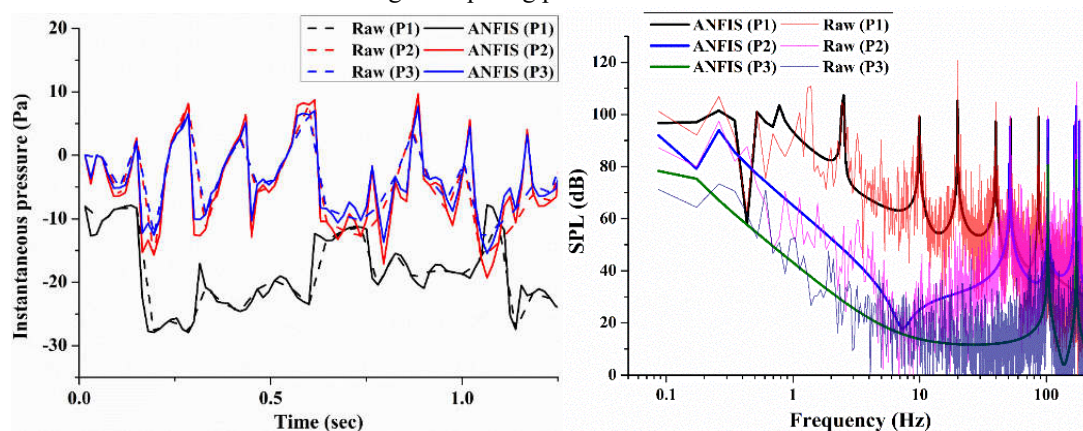 Raw (P1) ANFIS (P1)
Raw (P2) ANFIS (P2)
Raw (P3) ANFIS (P3)
20
10
0
-10
-20
-30
0.0
0.5
1.0
Instantaneous pressure (Pa)
Time (sec)
ANFIS (P1) Raw (P1)
ANFIS (P2) Raw (P2)
ANFIS (P3) Raw (P3)
140
120
100
80
60
40
20
0
0.1
1
10
100
SPL (dB)
Frequency (Hz)